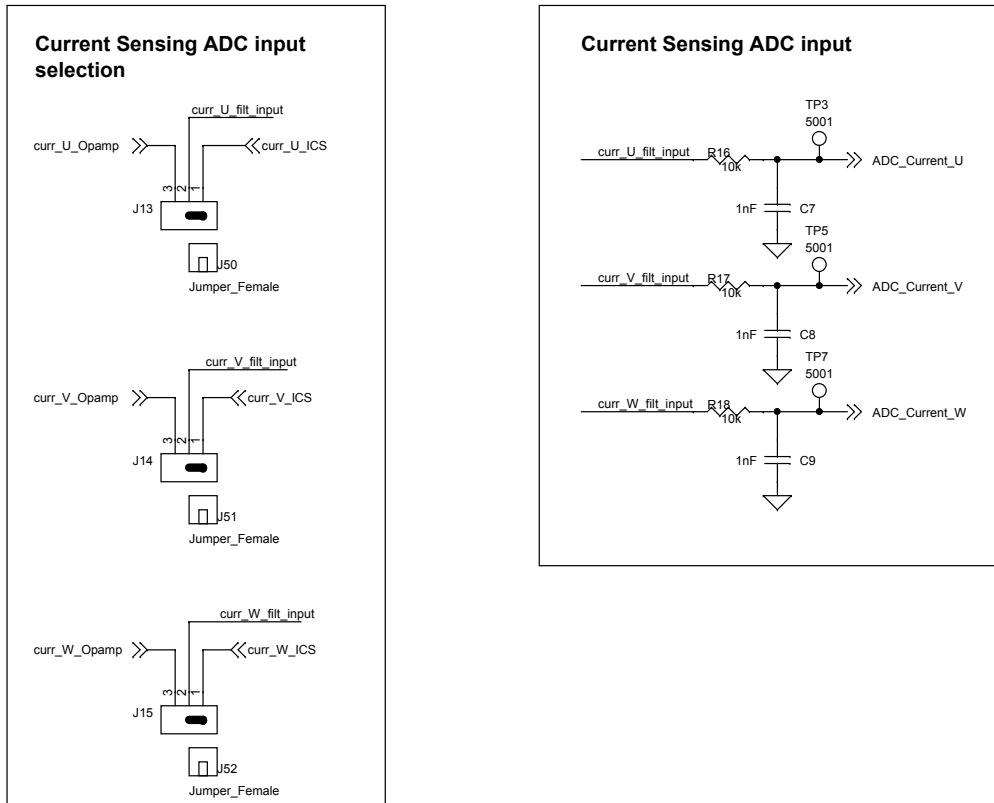 Current Sensing ADC input
selection
curr_U_filt_input
curr_U_Opamp
curr_U_ICS
3
2
1
J13
J50
Jumper_Female
curr_V_filt_input
curr_V_Opamp
curr_V_ICS
3
2
1
J14
J51
Jumper_Female
curr_W_filt_input
curr_W_Opamp
curr_W_ICS
3
2
1
J15
J52
Jumper_Female
Current Sensing ADC input
TP3
5001
curr_U_filt_input
R16
10k
ADC_Current_U
1nF
C7
TP5
5001
curr_V_filt_input
R17
10k
ADC_Current_V
1nF
C8
TP7
5001
curr_W_filt_input
R18
10k
ADC_Current_W
1nF
C9